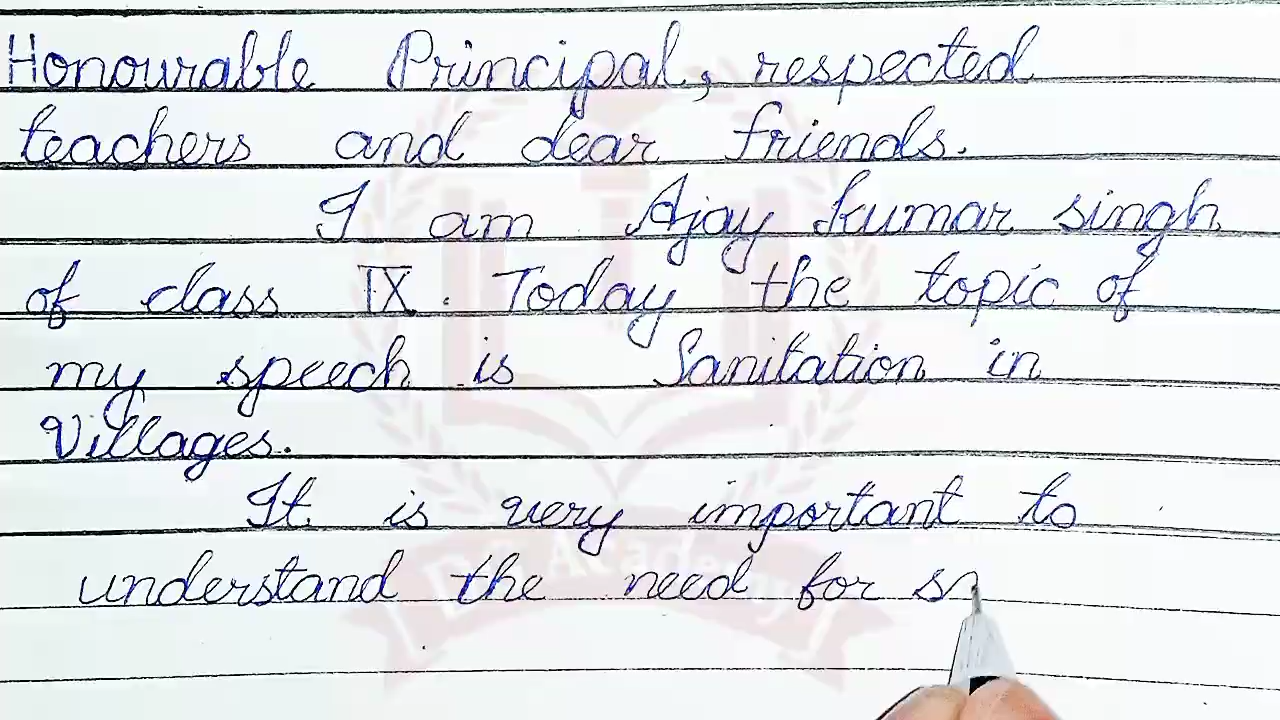 Honourable Principal, respected
teachers and dear friends.
I am Ajay kumar singh
of class IX. Today the topic of
my speech is Sanitation in
Villages.
It is very important to
understand the need for
Academy